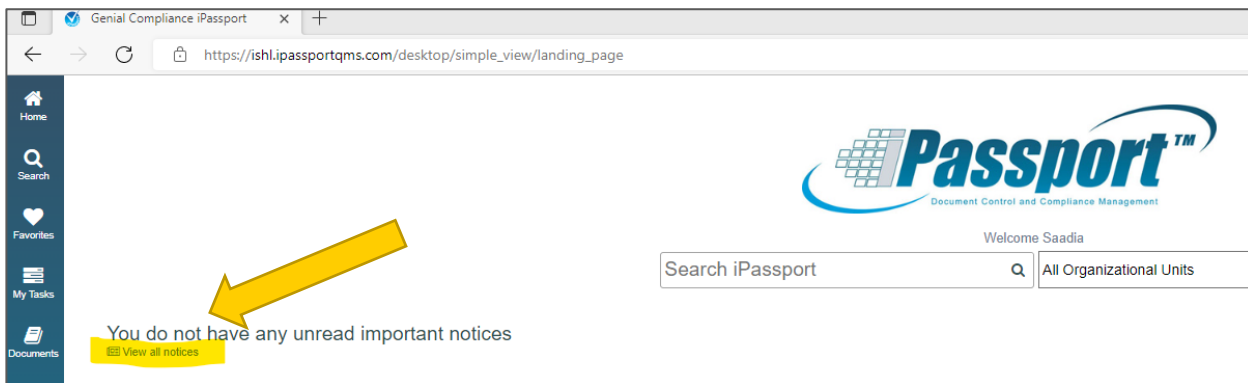 Genial Compliance iPassport
https://ishl.ipassportqms.com/desktop/simple_view/landing_page
Home
Search
Favorites
My Tasks
Documents
iPassport™
Document Control and Compliance Management
Welcome Saadia
Search iPassport
All Organizational Units
You do not have any unread important notices
View all notices